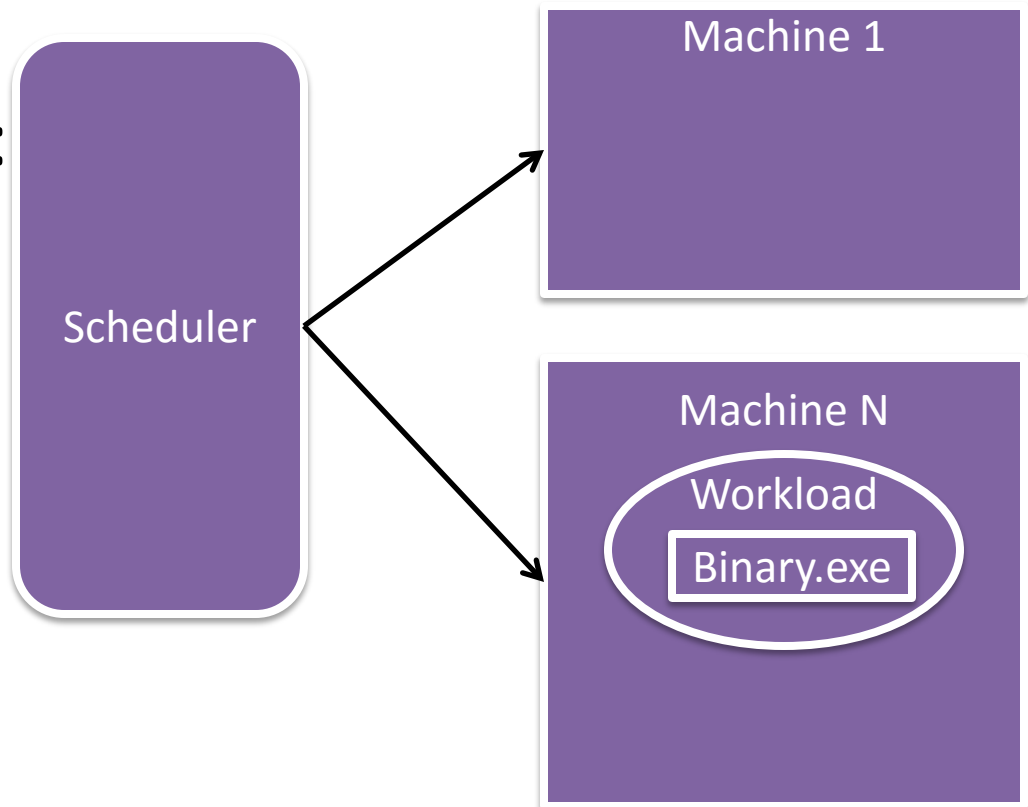 :
Scheduler
Machine 1
Machine N
Workload
Binary.exe